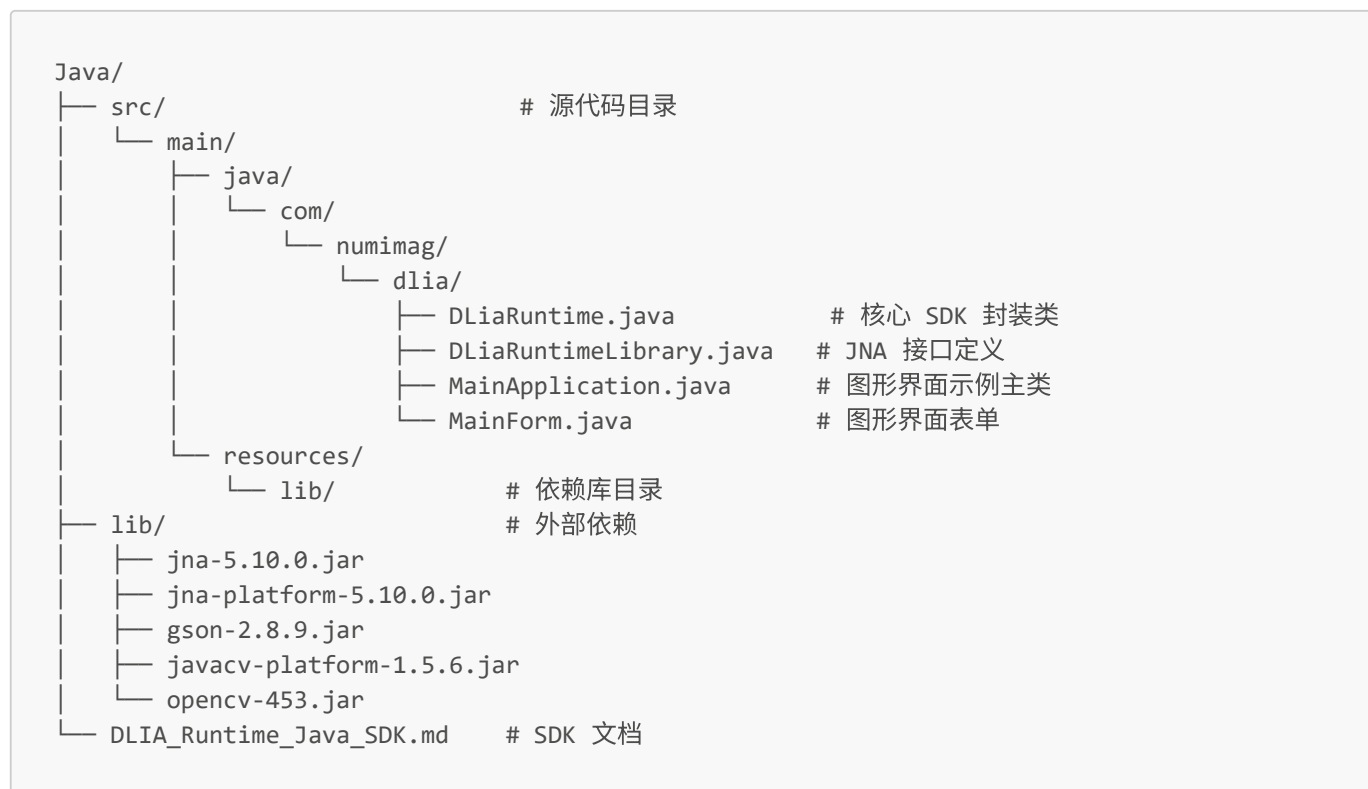 Java/
├── src/                             # 源代码目录
│   └── main/
│       ├── java/
│       │   └── com/
│       │       └── numimag/
│       │           └── dlia/
│       │               ├── DLiaRuntime.java           # 核心 SDK 封装类
│       │               ├── DLiaRuntimeLibrary.java   # JNA 接口定义
│       │               ├── MainApplication.java      # 图形界面示例主类
│       │               └── MainForm.java             # 图形界面表单
│       └── resources/
│           └── lib/            # 依赖库目录
├── lib/                        # 外部依赖
│   ├── jna-5.10.0.jar
│   ├── jna-platform-5.10.0.jar
│   ├── gson-2.8.9.jar
│   ├── javacv-platform-1.5.6.jar
│   └── opencv-453.jar
└── DLIA_Runtime_Java_SDK.md    # SDK 文档